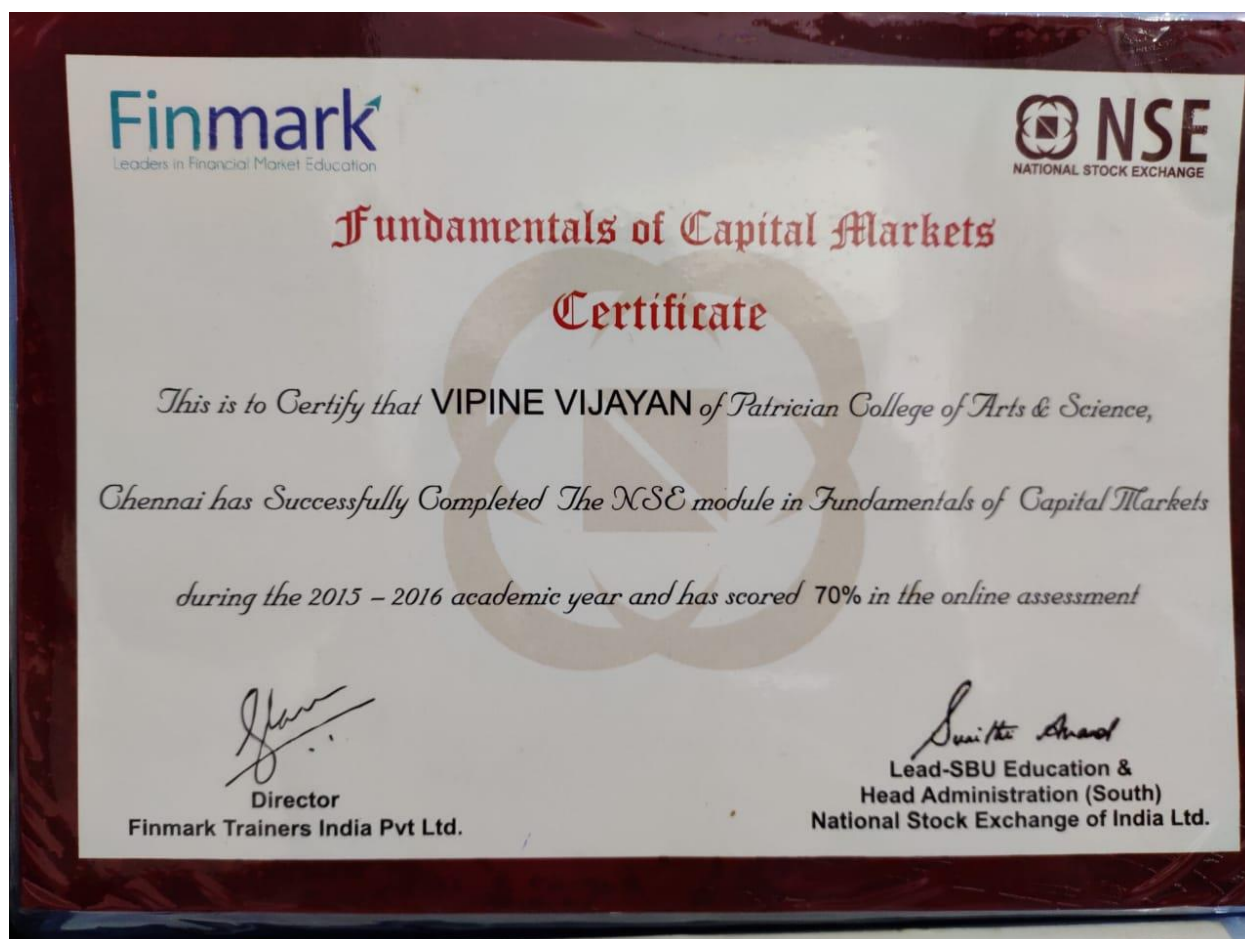 Finmark
Leaders in Financial Market Education
NSE
NATIONAL STOCK EXCHANGE
Fundamentals of Capital Markets
Certificate
This is to Certify that VIPINE VIJAYAN of Patrician College of Arts & Science,
Chennai has Successfully Completed The NSE module in Fundamentals of Capital Markets
during the 2015 – 2016 academic year and has scored 70% in the online assessment
Sunitha Anand
Director
Finmark Trainers India Pvt Ltd.
Lead-SBU Education &
Head Administration (South)
National Stock Exchange of India Ltd.